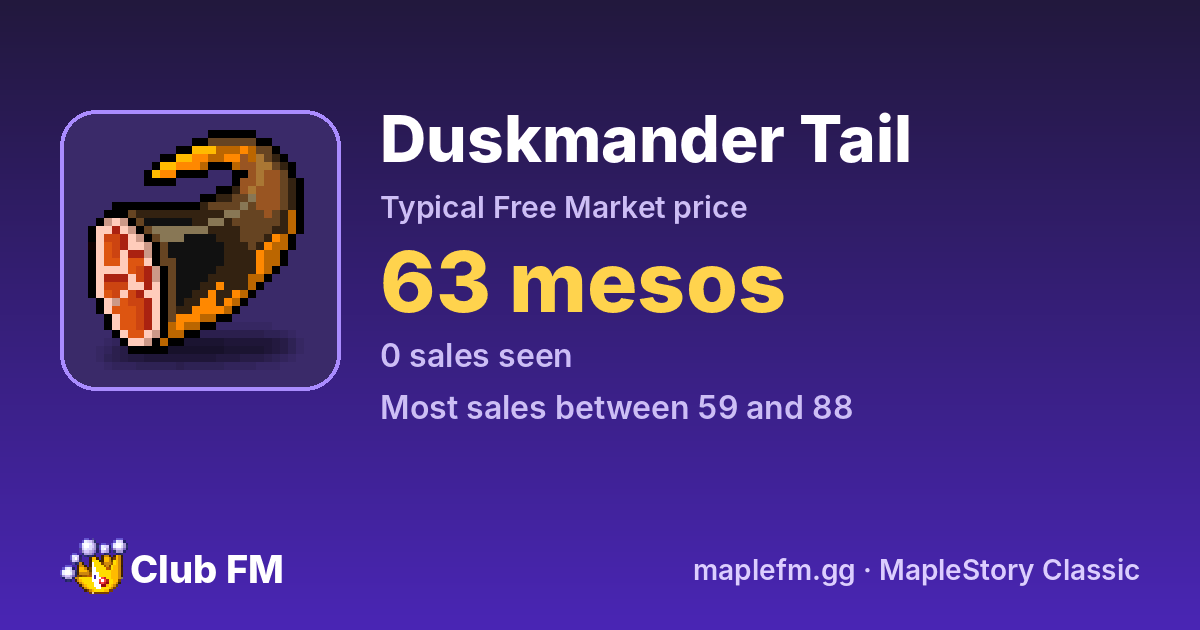 Duskmander Tail
Typical Free Market price
63 mesos
0 sales seen
Most sales between 59 and 88
Club FM
maplefm.gg · MapleStory Classic